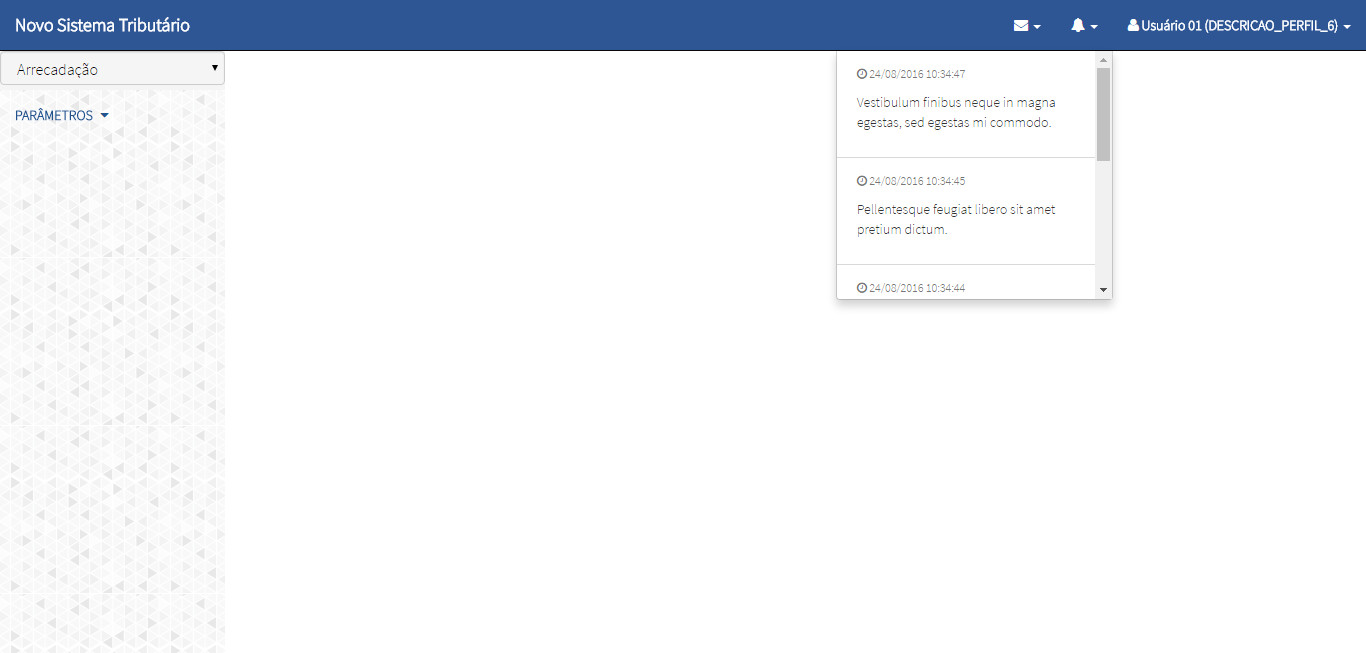 Novo Sistema Tributário
Usuário 01 (DESCRICAO_PERFIL_6)
Arrecadação
PARÂMETROS
24/08/2016 10:34:47
Vestibulum finibus neque in magna
egestas, sed egestas mi commodo.
24/08/2016 10:34:45
Pellentesque feugiat libero sit amet
pretium dictum.
24/08/2016 10:34:44